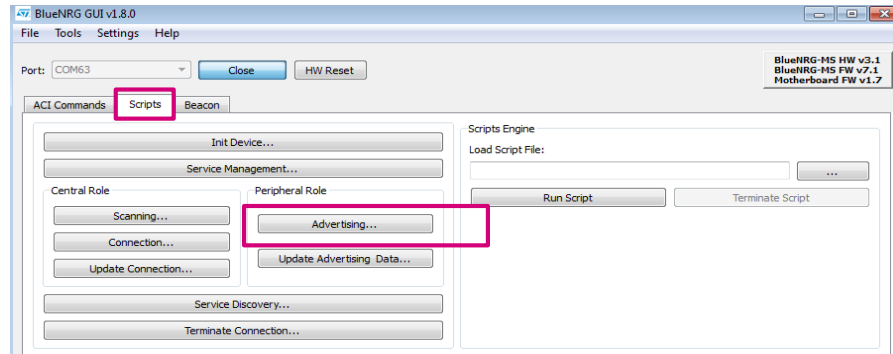 BlueNRG GUI v1.8.0
File Tools Settings Help
Port: COM63 Close HW Reset
BlueNRG-MS HW v3.1
BlueNRG-MS FW v7.1
Motherboard FW v1.7
ACI Commands Scripts Beacon
Init Device...
Service Management...
Central Role
Scanning...
Connection...
Update Connection...
Peripheral Role
Advertising...
Update Advertising Data...
Service Discovery...
Terminate Connection...
Scripts Engine
Load Script File:
...
Run Script Terminate Script